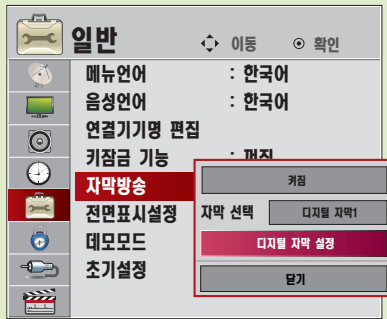 일반 이동 확인
메뉴언어 : 한국어
음성언어 : 한국어
연결기기명 편집
키잠금 기능 : 꺼짐
자막방송
전면표시설정
데모모드
초기설정
켜짐
자막 선택 디지털 자막1
디지털 자막 설정
닫기